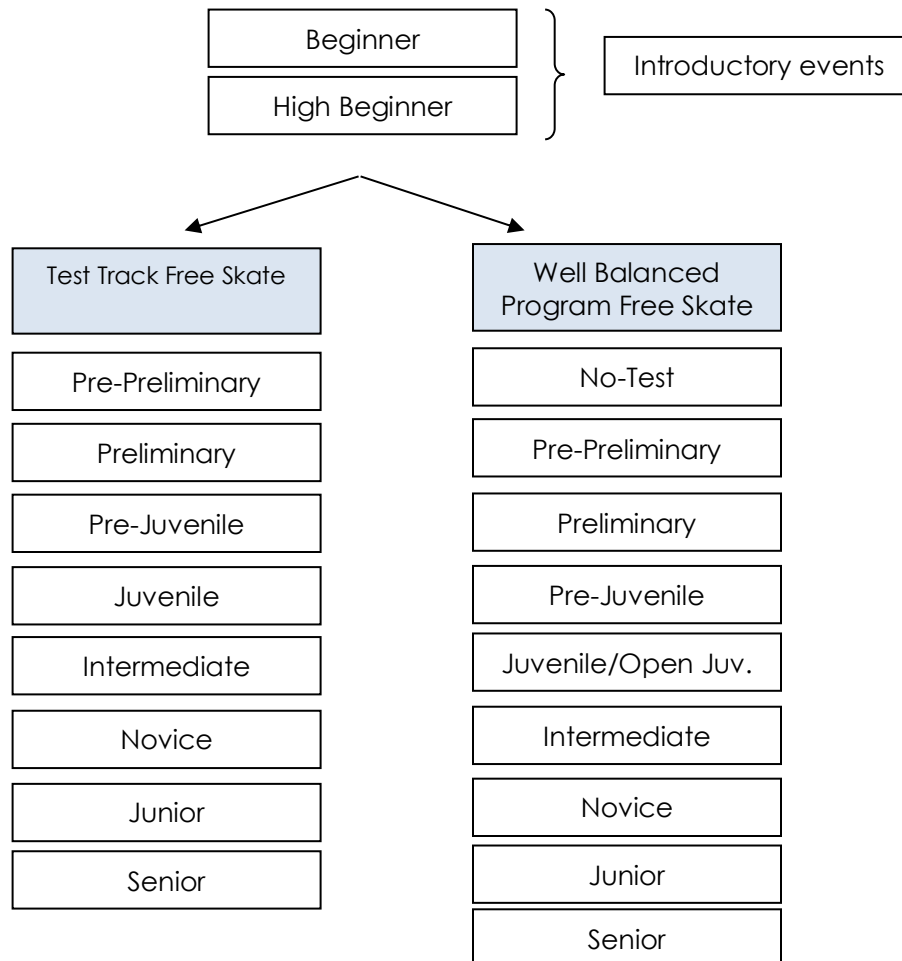 Beginner
High Beginner
Introductory events
Test Track Free Skate
Pre-Preliminary
Preliminary
Pre-Juvenile
Juvenile
Intermediate
Novice
Junior
Senior
Well Balanced
Program Free Skate
No-Test
Pre-Preliminary
Preliminary
Pre-Juvenile
Juvenile/Open Juv.
Intermediate
Novice
Junior
Senior